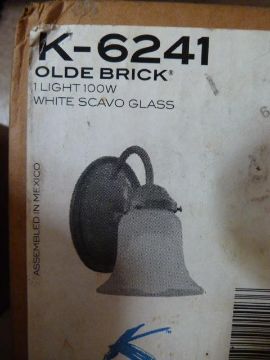 K-6241
OLDE BRICK®
1 LIGHT 100W
WHITE SCAVO GLASS
ASSEMBLED IN MEXICO